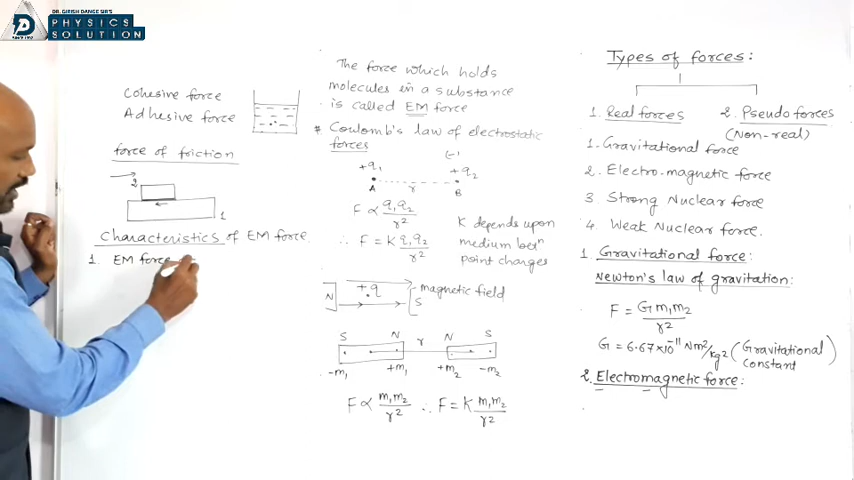 DR. GIRISH DANGE SIR'S
PHYSICS
SOLUTION
D
Cohesive force
Adhesive force
force of friction
2
1
Characteristics of EM force
1. EM force
The force which holds
molecules in a substance
is called EM force
* Coulomb's law of electrostatic
forces
(-)
+q1 +q2
A r B
F ∝ q1q2/r²
∴ F = K q1q2/r²
K depends upon
medium betn
point charges
N +q S
magnetic field
S N r N S
-m1 +m1 +m2 -m2
F ∝ m1m2/r² ∴ F = K m1m2/r²
Types of forces:
1. Real forces 2. Pseudo forces
(Non-real)
1. Gravitational force
2. Electro-magnetic force
3 Strong Nuclear force
4. Weak Nuclear force.
1. Gravitational force:
Newton's law of gravitation:
F = Gm1m2/r²
G = 6.67×10⁻¹¹ Nm²/kg² (Gravitational
constant)
2. Electromagnetic force: